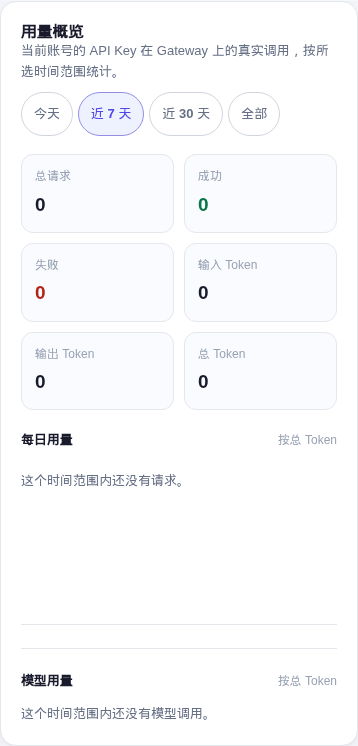 用量概览
当前账号的 API Key 在 Gateway 上的真实调用，按所
选时间范围统计。
今天 近 7 天 近 30 天 全部
总请求 成功
0 0
失败 输入 Token
0 0
输出 Token 总 Token
0 0
每日用量 按总 Token
这个时间范围内还没有请求。
模型用量 按总 Token
这个时间范围内还没有模型调用。